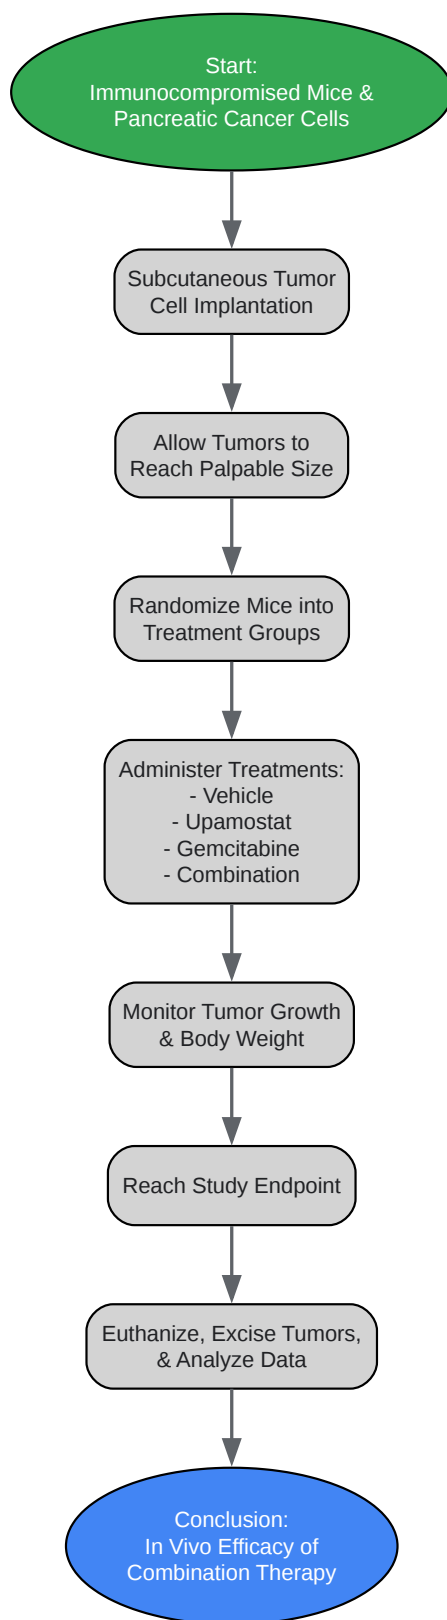 Start:
Immunocompromised Mice &
Pancreatic Cancer Cells
Subcutaneous Tumor
Cell Implantation
Allow Tumors to
Reach Palpable Size
Randomize Mice into
Treatment Groups
Administer Treatments:
- Vehicle
- Upamostat
- Gemcitabine
- Combination
Monitor Tumor Growth
& Body Weight
Reach Study Endpoint
Euthanize, Excise Tumors,
& Analyze Data
Conclusion:
In Vivo Efficacy of
Combination Therapy